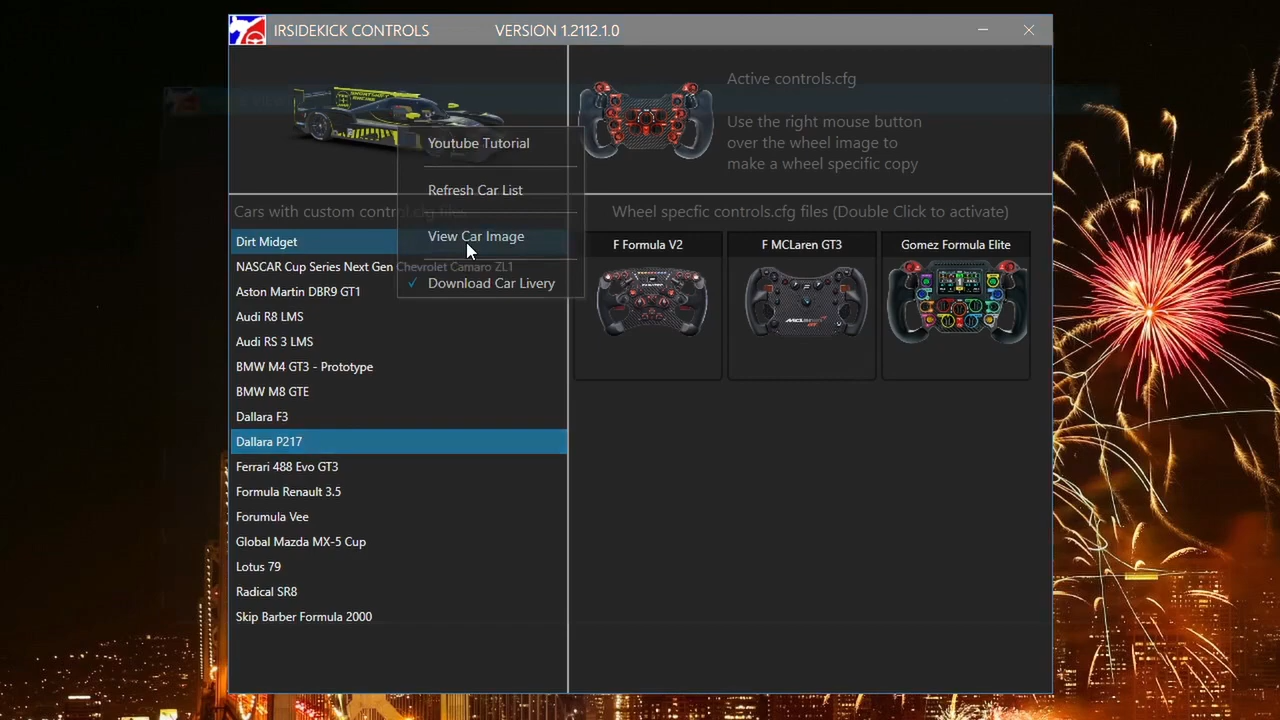 IRSIDEKICK CONTROLS
VERSION 1.2112.1.0
Active controls.cfg
Use the right mouse button
over the wheel image to
make a wheel specific copy
Youtube Tutorial
Refresh Car List
View Car Image
Download Car Livery
Cars with custom control.cfg files
Dirt Midget
NASCAR Cup Series Next Gen Chevrolet Camaro ZL1
Aston Martin DBR9 GT1
Audi R8 LMS
Audi RS 3 LMS
BMW M4 GT3 - Prototype
BMW M8 GTE
Dallara F3
Dallara P217
Ferrari 488 Evo GT3
Formula Renault 3.5
Forumula Vee
Global Mazda MX-5 Cup
Lotus 79
Radical SR8
Skip Barber Formula 2000
Wheel specfic controls.cfg files (Double Click to activate)
F Formula V2
F MCLaren GT3
Gomez Formula Elite